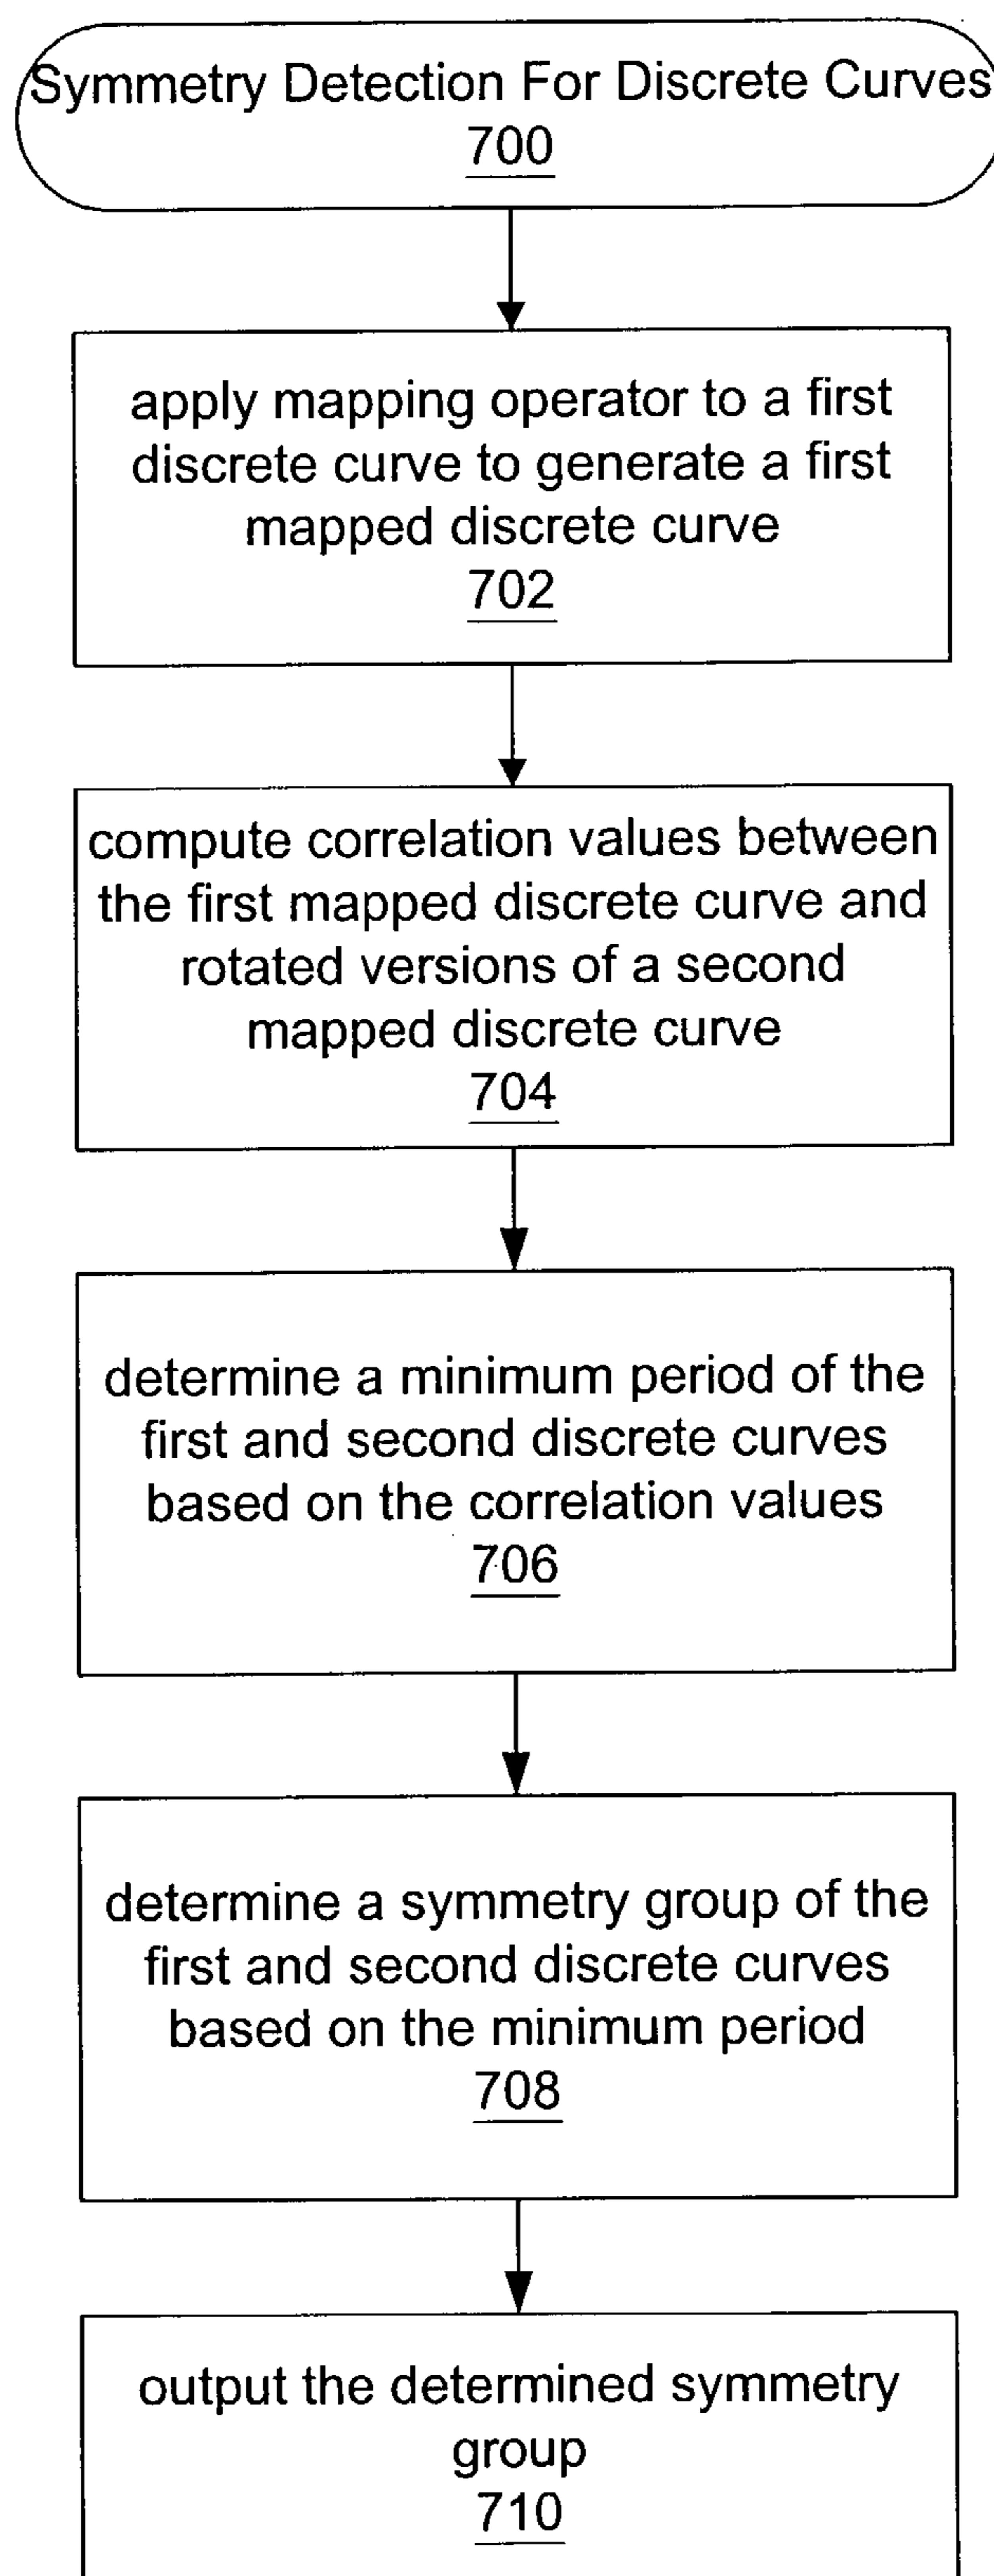 Symmetry Detection For Discrete Curves
700
apply mapping operator to a first
discrete curve to generate a first
mapped discrete curve
702
compute correlation values between
the first mapped discrete curve and
rotated versions of a second
mapped discrete curve
704
determine a minimum period of the
first and second discrete curves
based on the correlation values
706
determine a symmetry group of the
first and second discrete curves
based on the minimum period
708
output the determined symmetry
group
710